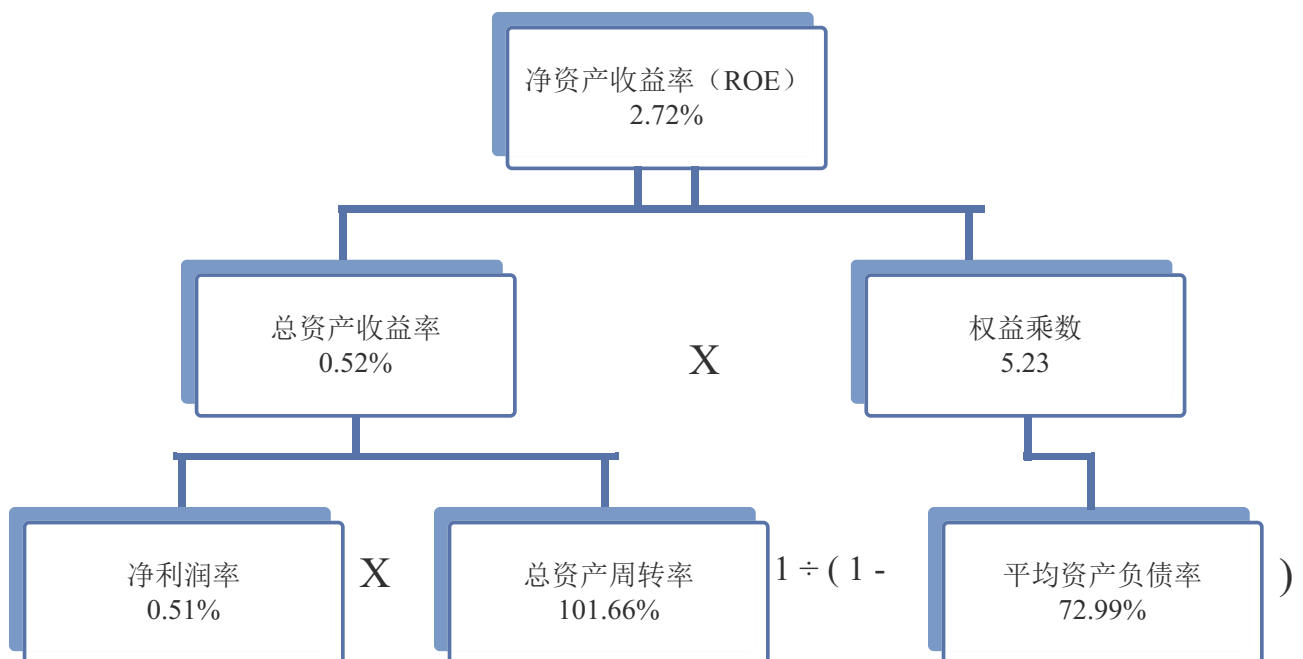 净资产收益率（ROE）
2.72%
总资产收益率
0.52%
X
权益乘数
5.23
净利润率
0.51%
X
总资产周转率
101.66%
1 ÷ ( 1 -
平均资产负债率
72.99%
)